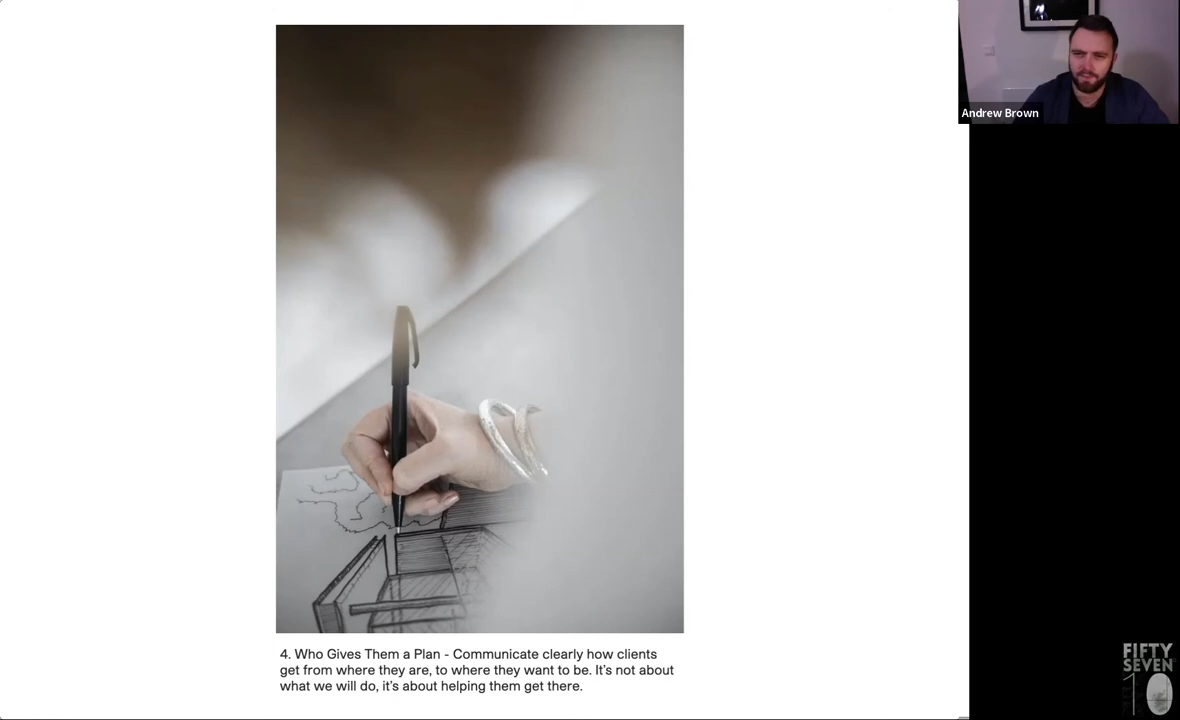 Andrew Brown
4. Who Gives Them a Plan - Communicate clearly how clients
get from where they are, to where they want to be. It's not about
what we will do, it's about helping them get there.
FIFTY
SEVEN
10